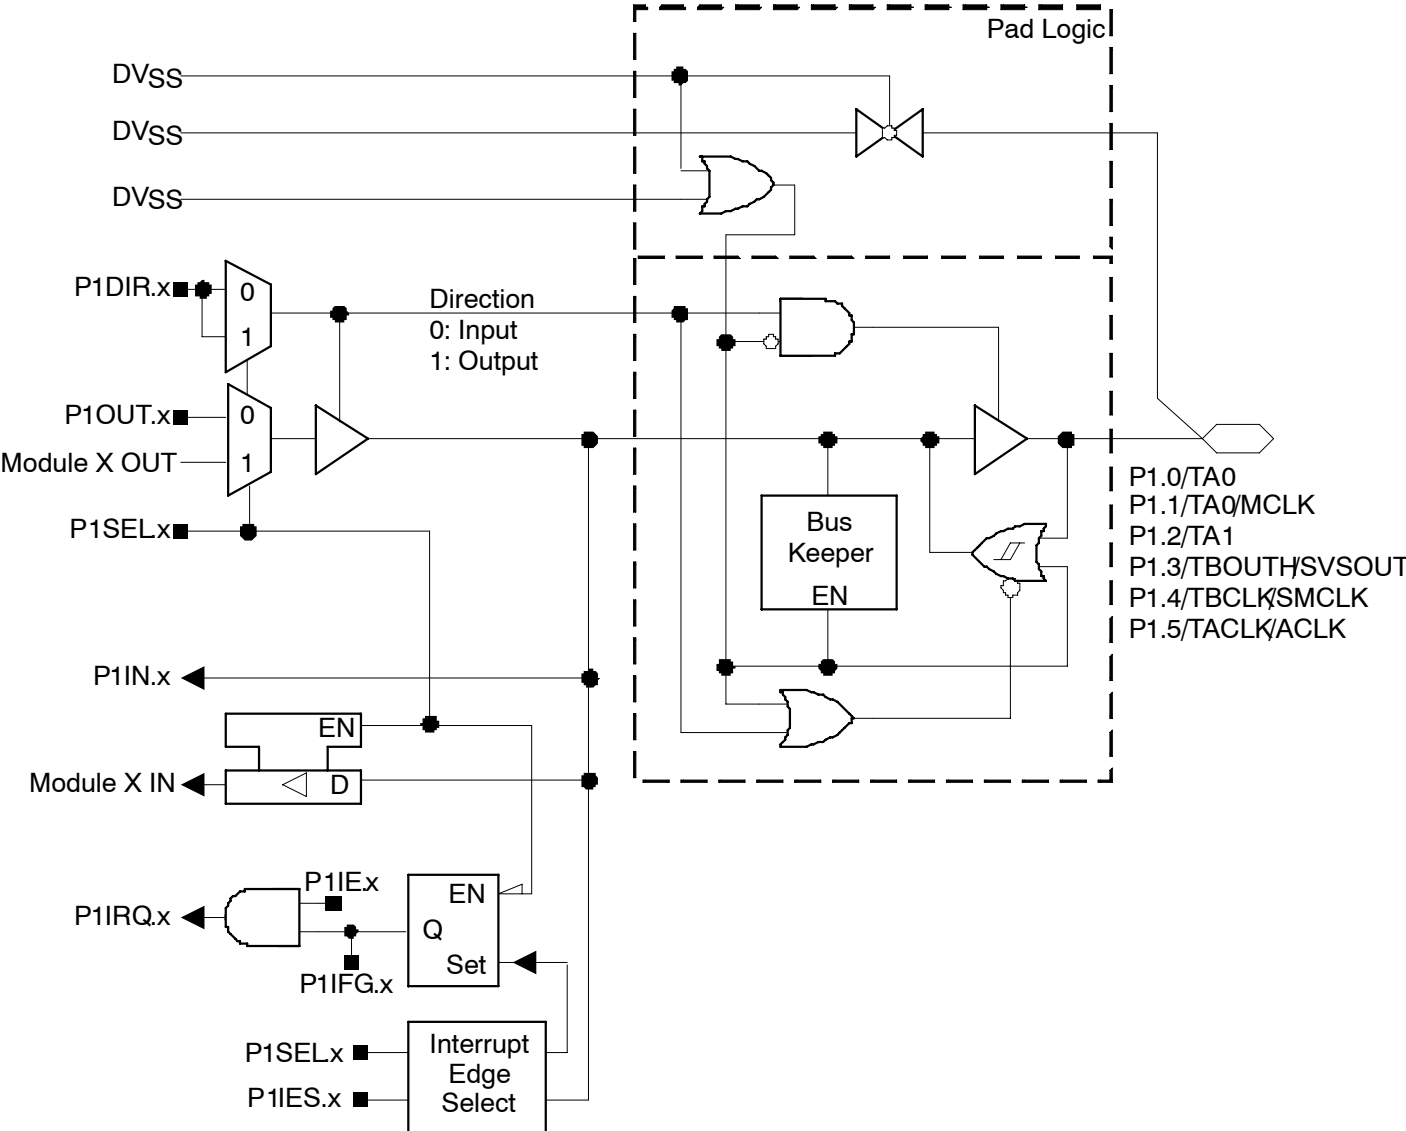 Pad Logic
DVSS
DVSS
DVSS
P1DIR.x
0
1
Direction
0: Input
1: Output
P1OUT.x
0
Module X OUT
1
P1SEL.x
Bus
Keeper
EN
P1.0/TA0
P1.1/TA0/MCLK
P1.2/TA1
P1.3/TBOUTH/SVSOUT
P1.4/TBCLK/SMCLK
P1.5/TACLK/ACLK
P1IN.x
EN
Module X IN
D
P1IE.x
EN
P1IRQ.x
Q
Set
P1IFG.x
P1SEL.x
P1IES.x
Interrupt
Edge
Select